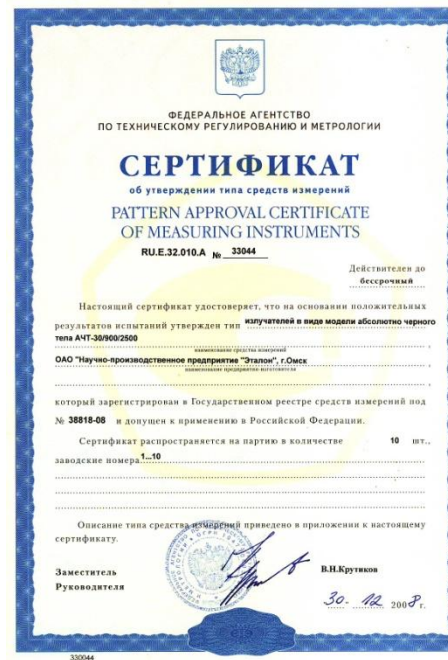 ФЕДЕРАЛЬНОЕ АГЕНТСТВО
ПО ТЕХНИЧЕСКОМУ РЕГУЛИРОВАНИЮ И МЕТРОЛОГИИ
СЕРТИФИКАТ
об утверждении типа средств измерений
PATTERN APPROVAL CERTIFICATE
OF MEASURING INSTRUMENTS
RU.E.32.010.A № 33044
Действителен до
бессрочный
Настоящий сертификат удостоверяет, что на основании положительных
результатов испытаний утвержден тип излучателей в виде модели абсолютно черного
тела АЧТ-30/900/2500
наименование средства измерений
ОАО "Научно-производственное предприятие "Эталон", г.Омск
наименование предприятия-изготовителя
который зарегистрирован в Государственном реестре средств измерений под
№ 38818-08 и допущен к применению в Российской Федерации.
Сертификат распространяется на партию в количестве 10 шт.,
заводские номера 1...10
Описание типа средства измерений приведено в приложении к настоящему
сертификату.
Заместитель
Руководителя
В.Н.Крутиков
30. 12 2008 г.
330044